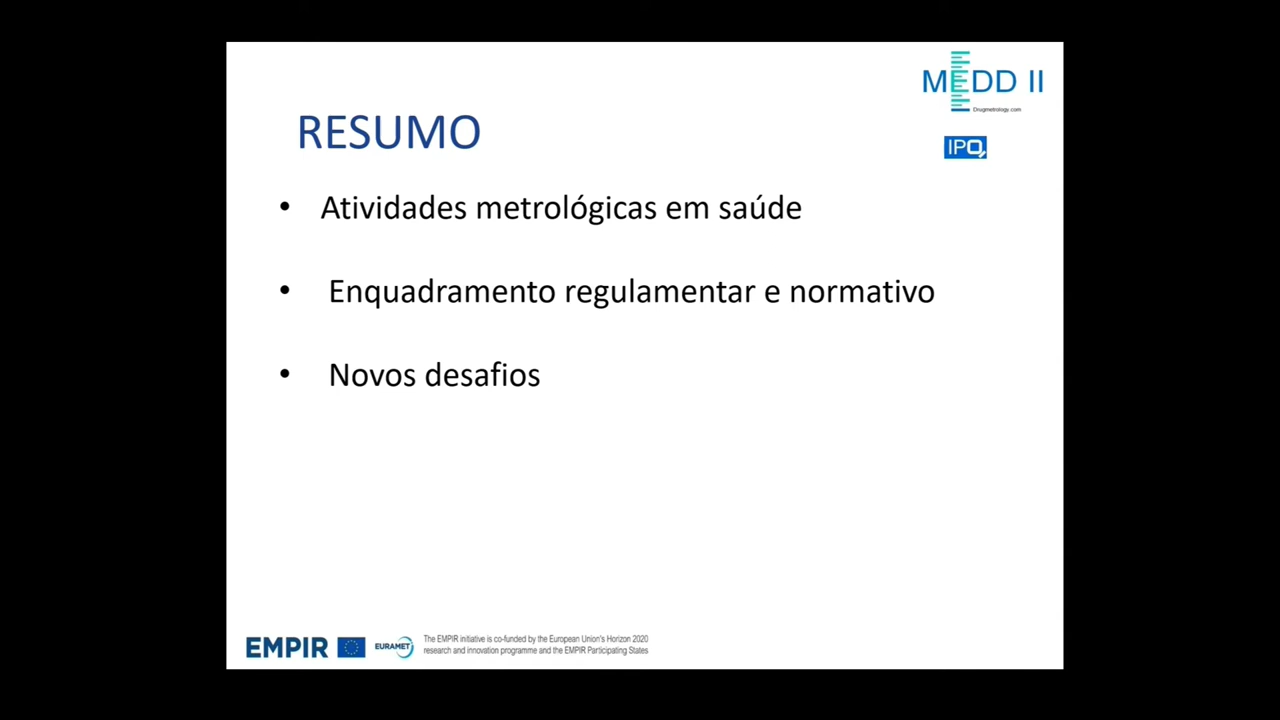 MEDD II
Drugmetrology.com
IPQ
RESUMO
• Atividades metrológicas em saúde
• Enquadramento regulamentar e normativo
• Novos desafios
EMPIR
EURAMET
The EMPIR initiative is co-funded by the European Union's Horizon 2020
research and innovation programme and the EMPIR Participating States